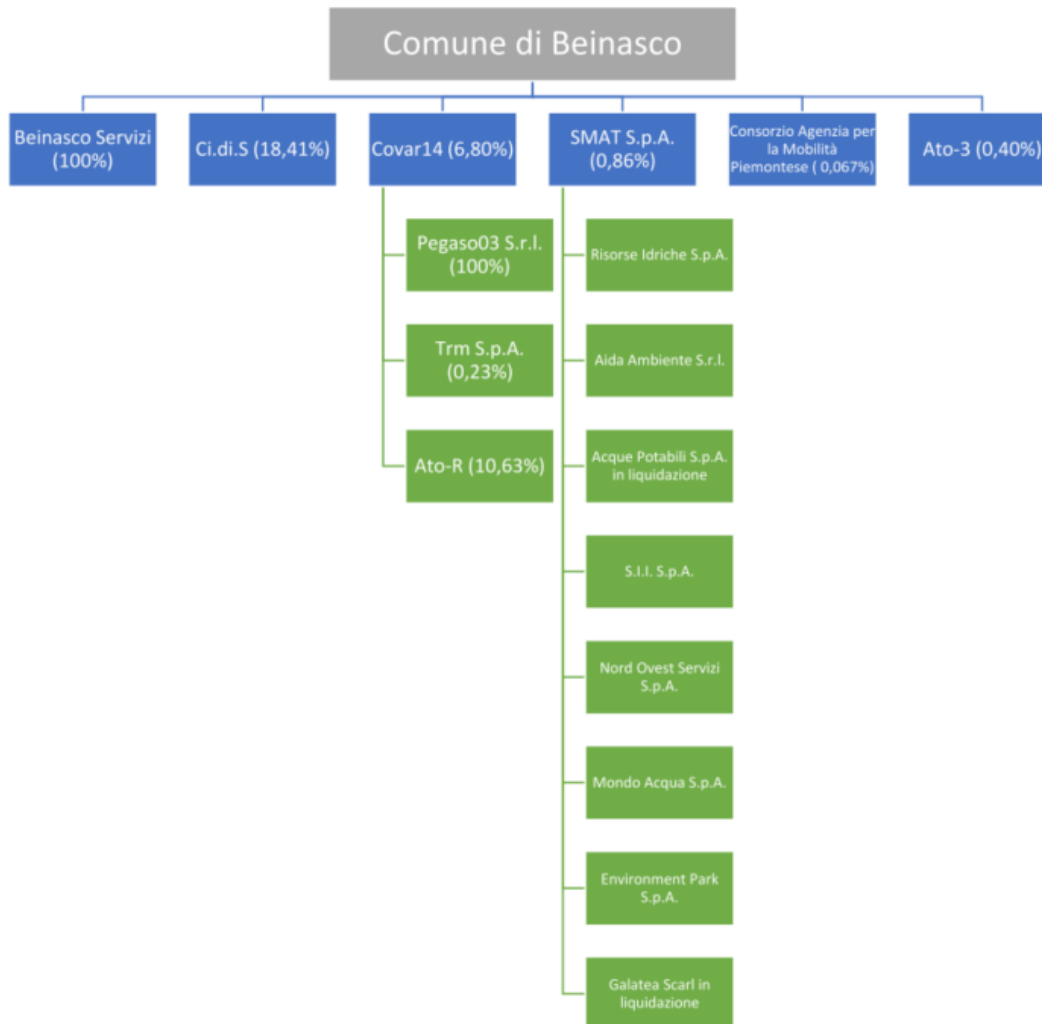 Comune di Beinasco
Beinasco Servizi
(100%)
Ci.di.S (18,41%)
Covar14 (6,80%)
SMAT S.p.A.
(0,86%)
Consorzio Agenzia per
la Mobilità
Piemontese ( 0,067%)
Ato-3 (0,40%)
Pegaso03 S.r.l.
(100%)
Trm S.p.A.
(0,23%)
Ato-R (10,63%)
Risorse Idriche S.p.A.
Aida Ambiente S.r.l.
Acque Potabili S.p.A.
in liquidazione
S.I.I. S.p.A.
Nord Ovest Servizi
S.p.A.
Mondo Acqua S.p.A.
Environment Park
S.p.A.
Galatea Scarl in
liquidazione